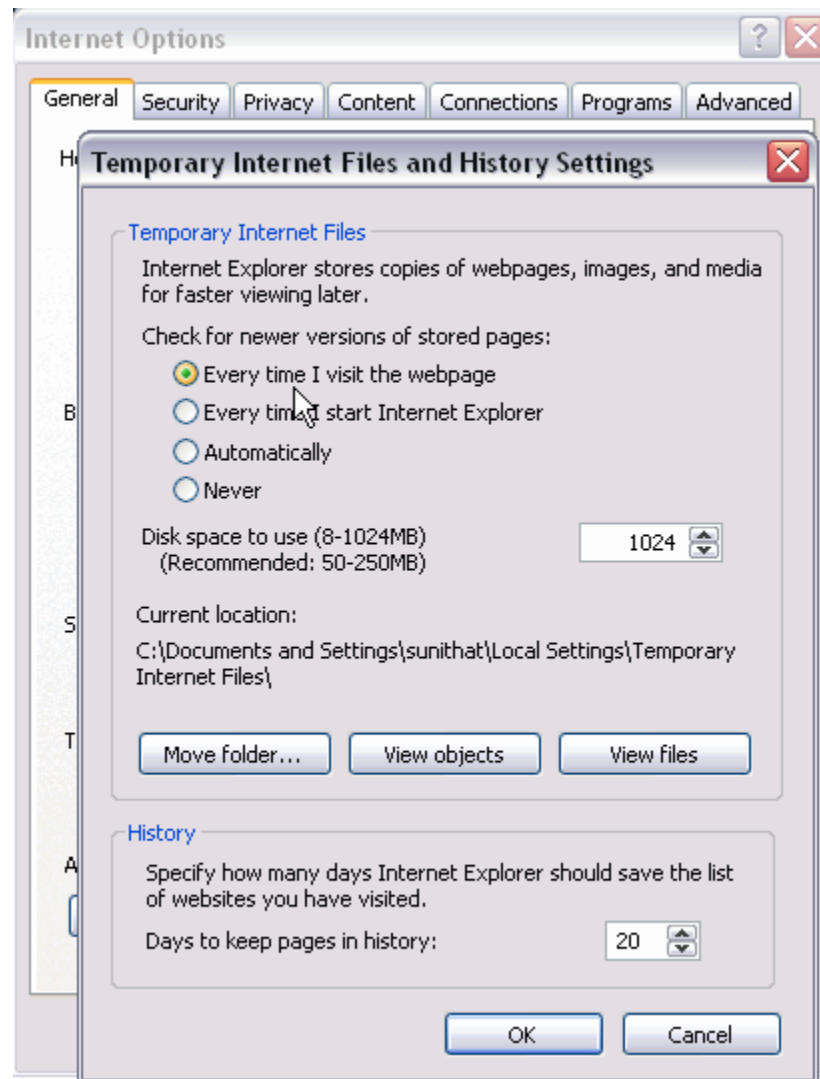 Internet Options
General Security Privacy Content Connections Programs Advanced
Temporary Internet Files and History Settings
Temporary Internet Files
Internet Explorer stores copies of webpages, images, and media
for faster viewing later.
Check for newer versions of stored pages:
Every time I visit the webpage
Every time I start Internet Explorer
Automatically
Never
Disk space to use (8-1024MB)
1024
(Recommended: 50-250MB)
Current location:
C:\Documents and Settings\sunithat\Local Settings\Temporary
Internet Files\
Move folder... View objects View files
History
Specify how many days Internet Explorer should save the list
of websites you have visited.
Days to keep pages in history: 20
OK Cancel